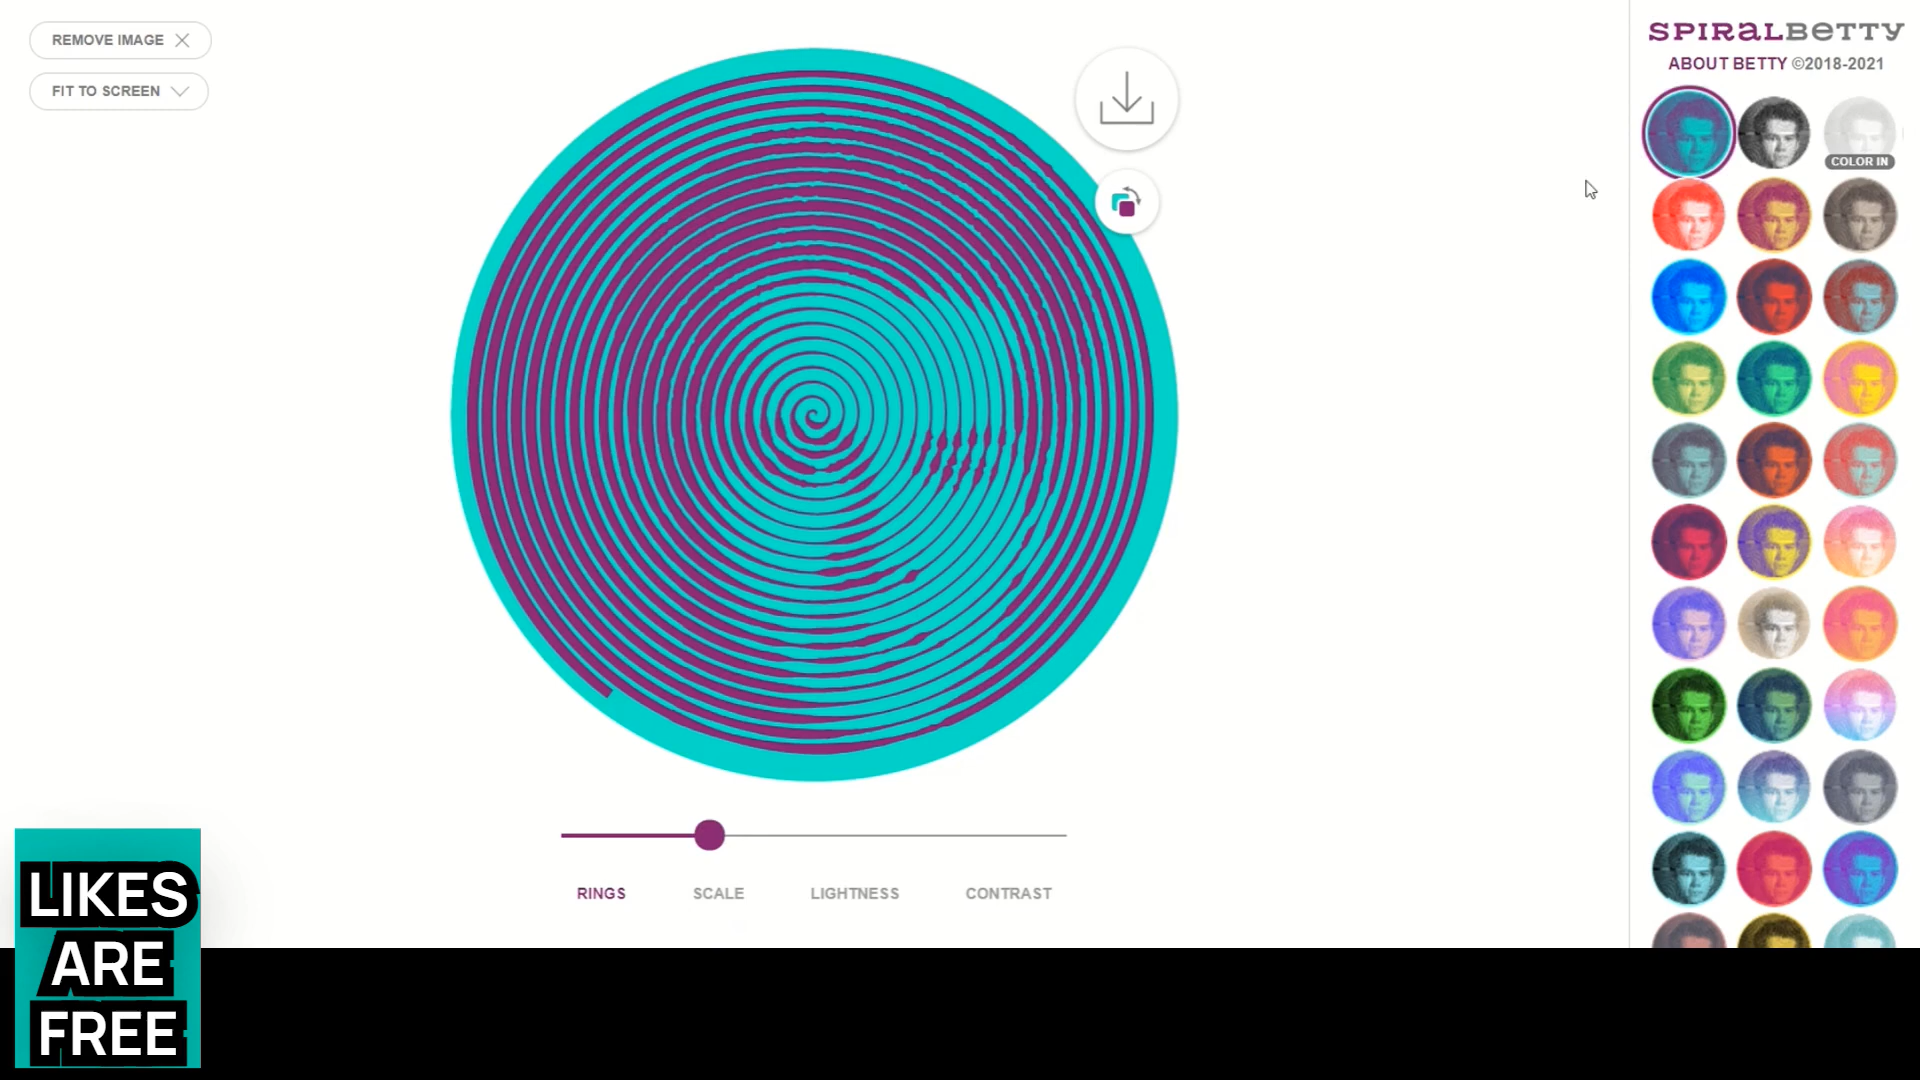 REMOVE IMAGE
FIT TO SCREEN
SPIRALBETTY
ABOUT BETTY ©2018-2021
COLOR IN
RINGS
SCALE
LIGHTNESS
CONTRAST
LIKES
ARE
FREE